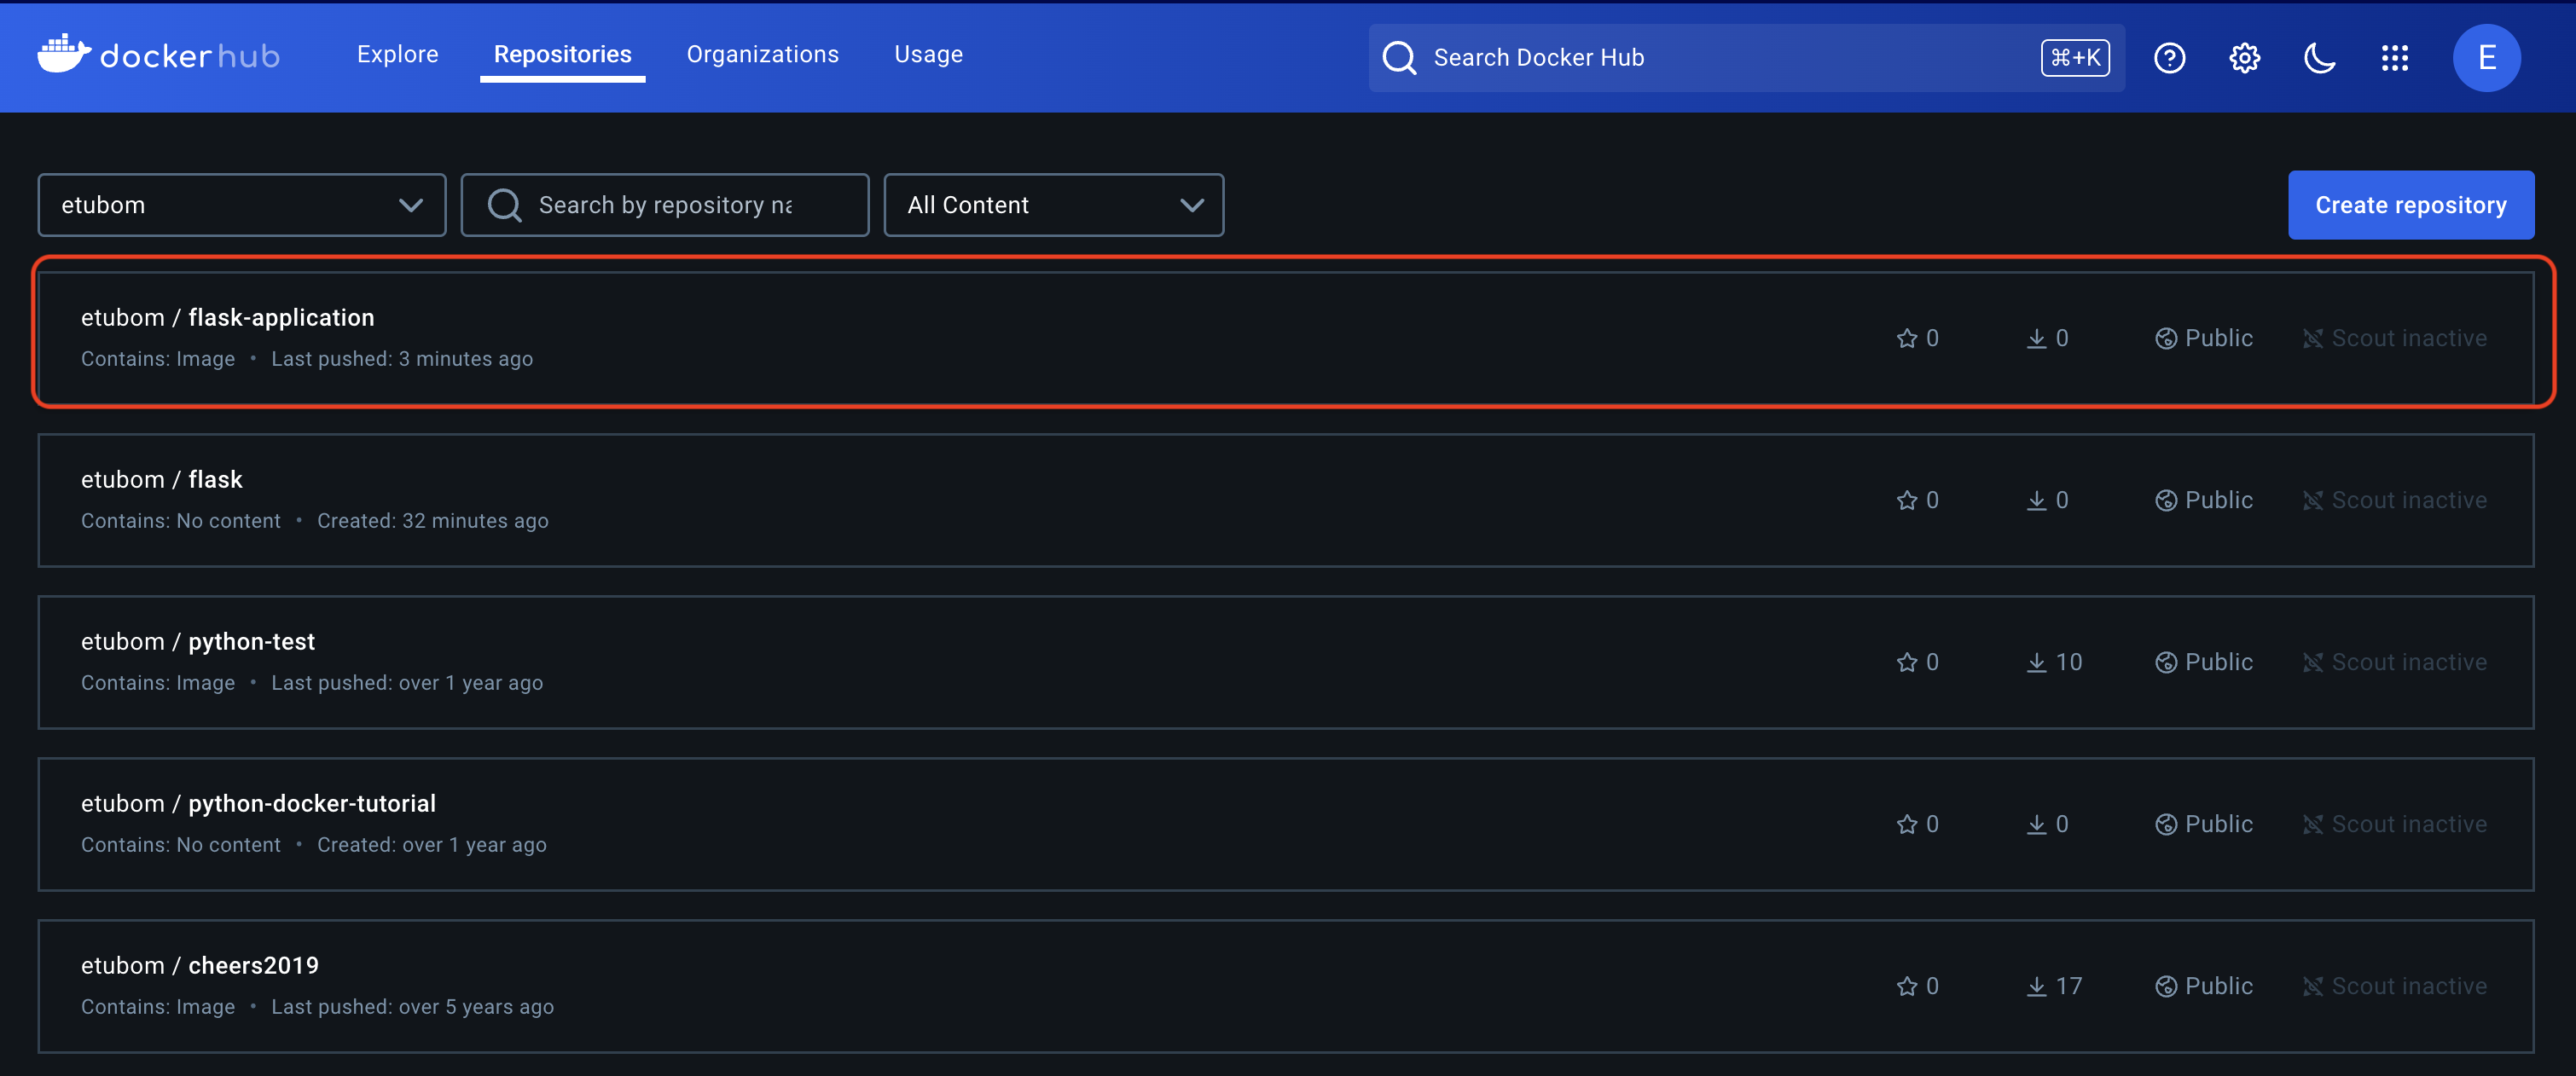 dockerhub Explore Repositories Organizations Usage Search Docker Hub ⌘+K E
etubom Search by repository na All Content Create repository
etubom / flask-application
Contains: Image • Last pushed: 3 minutes ago
0 0 Public Scout inactive
etubom / flask
Contains: No content • Created: 32 minutes ago
0 0 Public Scout inactive
etubom / python-test
Contains: Image • Last pushed: over 1 year ago
0 10 Public Scout inactive
etubom / python-docker-tutorial
Contains: No content • Created: over 1 year ago
0 0 Public Scout inactive
etubom / cheers2019
Contains: Image • Last pushed: over 5 years ago
0 17 Public Scout inactive